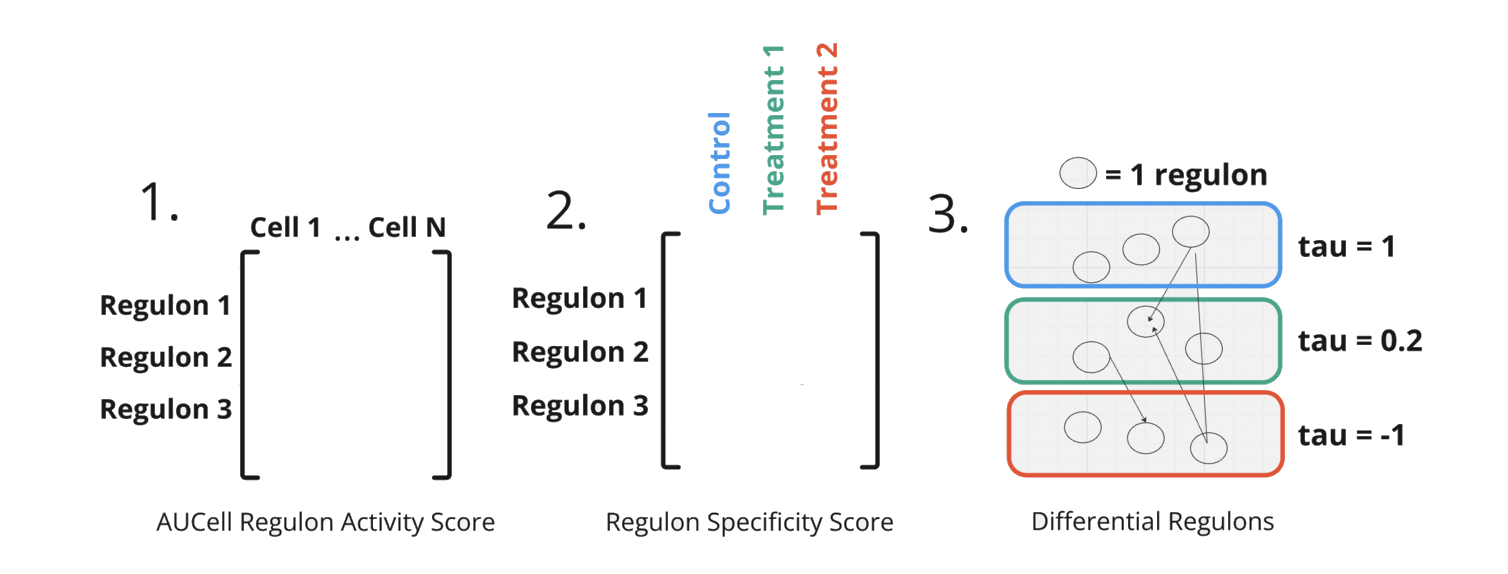 1.
Cell 1 ... Cell N
Regulon 1
Regulon 2
Regulon 3
AUCell Regulon Activity Score
2.
Control
Treatment 1
Treatment 2
Regulon 1
Regulon 2
Regulon 3
Regulon Specificity Score
3.
= 1 regulon
tau = 1
tau = 0.2
tau = -1
Differential Regulons